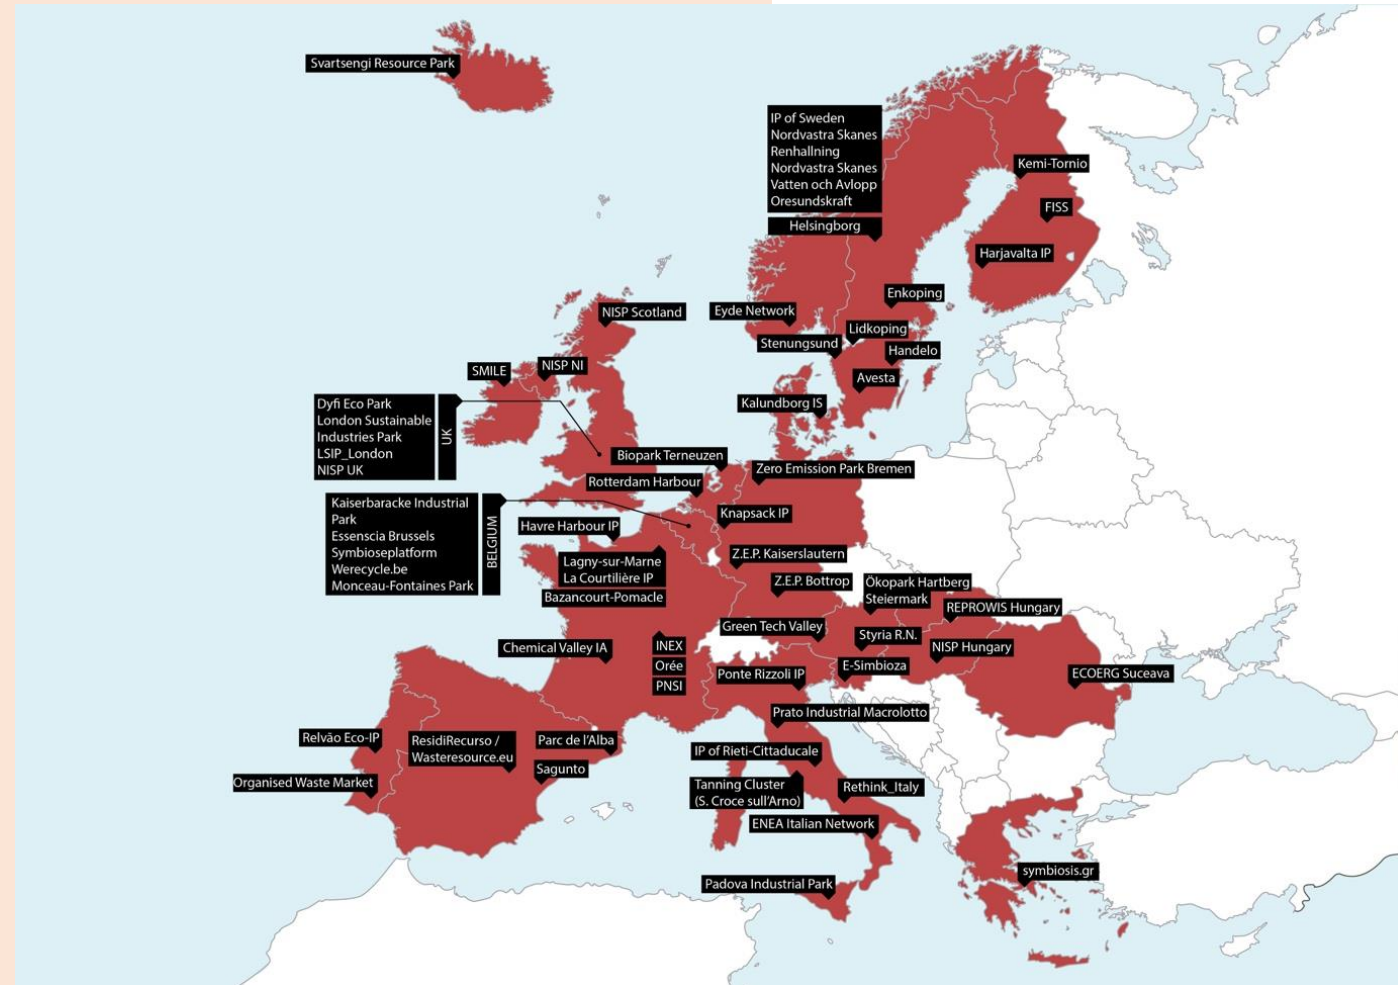 Svartsengi Resource Park
IP of Sweden
Nordvastra Skanes
Renhallning
Nordvastra Skanes
Vatten och Avlopp
Oresundskraft
Helsingborg
Kemi-Tornio
FISS
Harjavalta IP
Enkoping
Eyde Network
NISP Scotland
Lidkoping
Stenungsund
Handelo
SMILE
NISP NI
Avesta
Kalundborg IS
Dyfi Eco Park
London Sustainable
Industries Park
LSIP_London
NISP UK
UK
Biopark Terneuzen
Zero Emission Park Bremen
Rotterdam Harbour
Kaiserbaracke Industrial
Park
Essenscia Brussels
Symbioseplatform
Werecycle.be
Monceau-Fontaines Park
BELGIUM
Knapsack IP
Havre Harbour IP
Z.E.P. Kaiserslautern
Lagny-sur-Marne
La Courtilière IP
Bazancourt-Pomacle
Z.E.P. Bottrop
Ökopark Hartberg
Steiermark
REPROWIS Hungary
Green Tech Valley
Styria R.N.
NISP Hungary
Chemical Valley IA
INEX
Orée
PNSI
E-Simbioza
Ponte Rizzoli IP
ECOERG Suceava
Prato Industrial Macrolotto
Relvão Eco-IP
ResidiRecurso /
Wasteresource.eu
Parc de l'Alba
IP of Rieti-Cittaducale
Sagunto
Organised Waste Market
Tanning Cluster
(S. Croce sull'Arno)
Rethink_Italy
ENEA Italian Network
symbiosis.gr
Padova Industrial Park